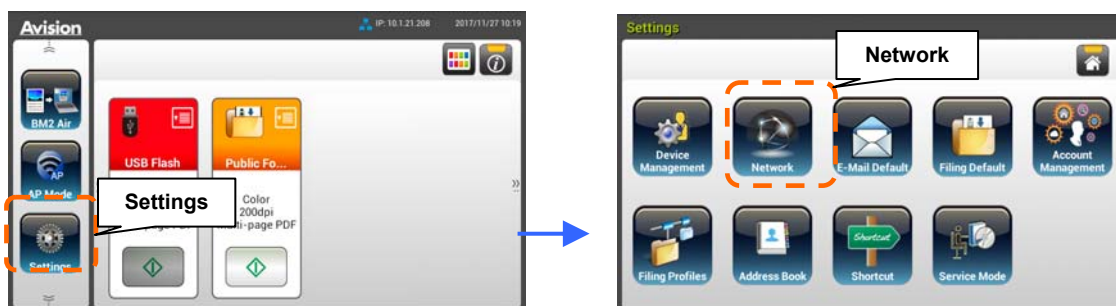 Avision
IP: 10.1.21.208 2017/11/27 10:19
BM2 Air
AP
AP Mode
Settings
USB Flash
Public Fo...
Color
200dpi
Multi-page PDF
Settings
Settings
Network
Device
Management
Network
E-Mail Default
Filing Default
Account
Management
Filing Profiles
Address Book
Shortcut
Shortcut
Service Mode